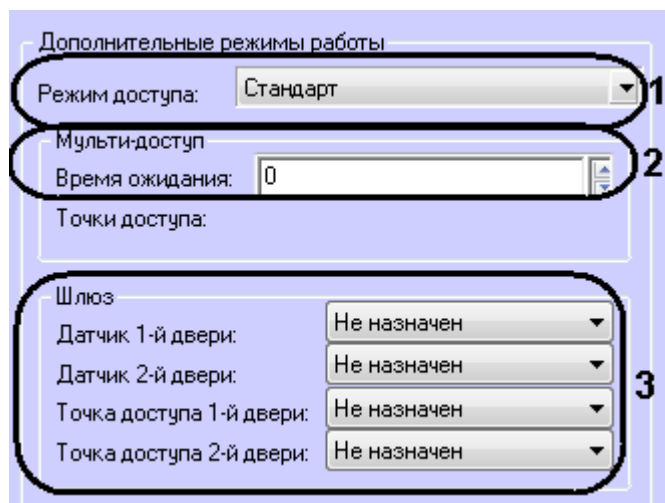 Дополнительные режимы работы
Режим доступа: Стандарт 1
Мульти-доступ
Время ожидания: 0 2
Точки доступа:
Шлюз
Датчик 1-й двери: Не назначен
Датчик 2-й двери: Не назначен
3
Точка доступа 1-й двери: Не назначен
Точка доступа 2-й двери: Не назначен